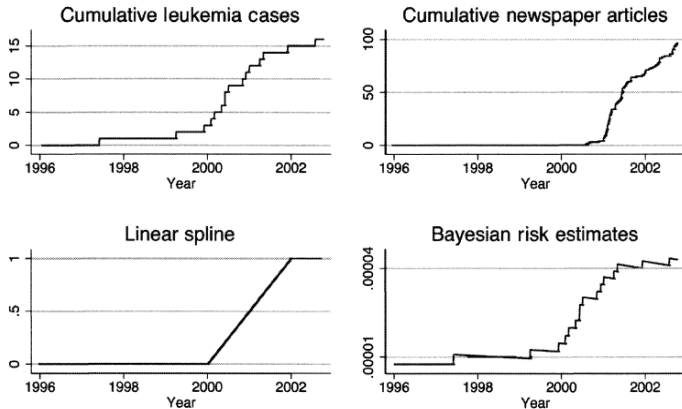 Cumulative leukemia cases
15
10
5
0
1996 1998 2000 2002
Year
Cumulative newspaper articles
100
50
0
1996 1998 2000 2002
Year
Linear spline
1
.5
0
1996 1998 2000 2002
Year
Bayesian risk estimates
.00004
.00001
1996 1998 2000 2002
Year